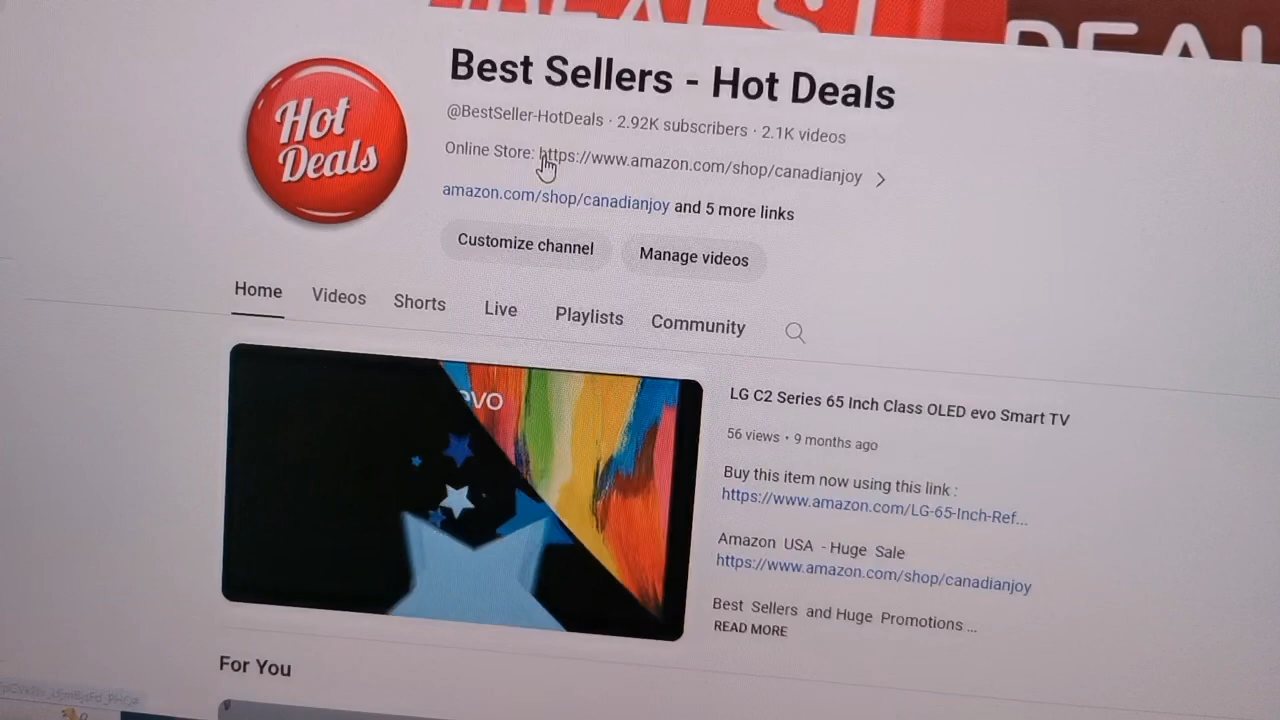 DEALS!
DEAL
Hot
Deals
Best Sellers - Hot Deals
@BestSeller-HotDeals · 2.92K subscribers · 2.1K videos
Online Store: https://www.amazon.com/shop/canadianjoy
amazon.com/shop/canadianjoy and 5 more links
Customize channel Manage videos
Home Videos Shorts Live Playlists Community
evo
LG C2 Series 65 Inch Class OLED evo Smart TV
56 views • 9 months ago
Buy this item now using this link :
https://www.amazon.com/LG-65-Inch-Ref...
Amazon USA - Huge Sale
https://www.amazon.com/shop/canadianjoy
Best Sellers and Huge Promotions ...
READ MORE
For You